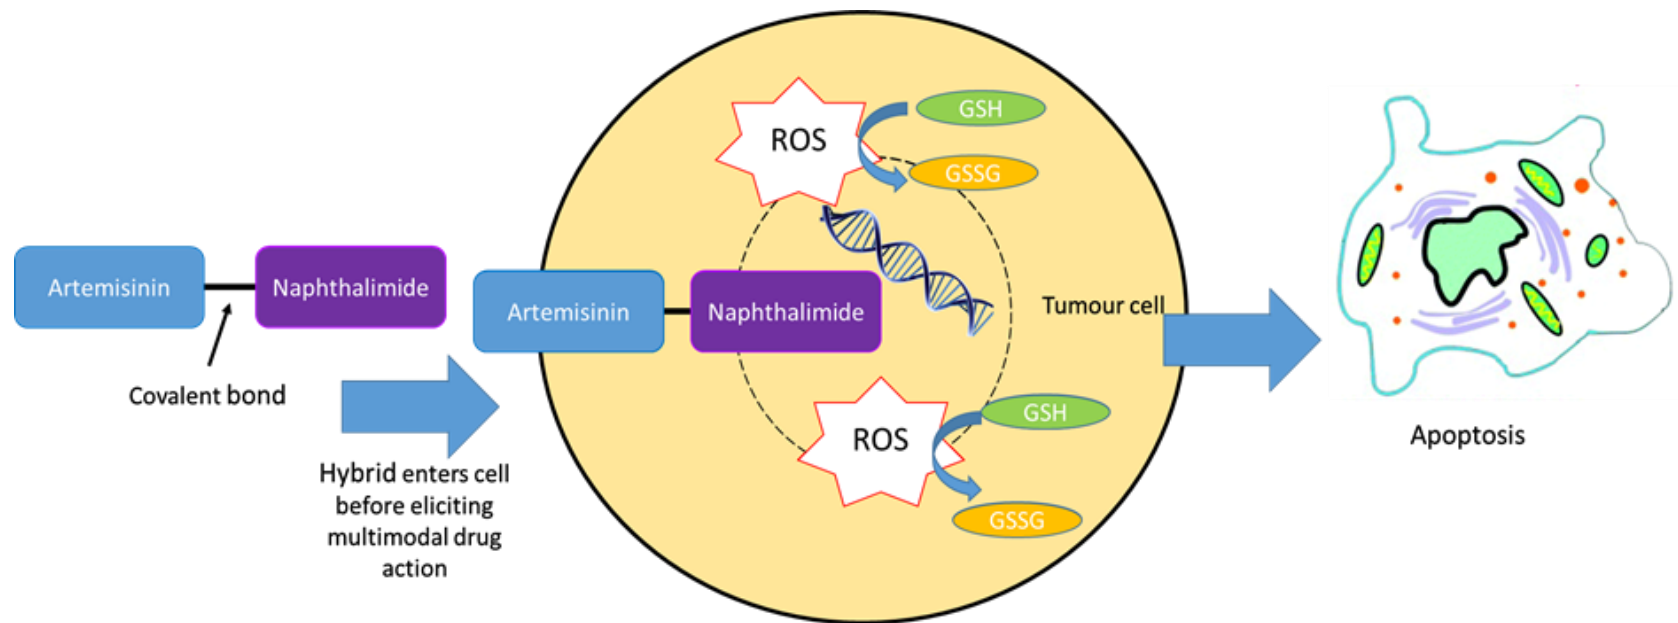 Artemisinin
Naphthalimide
Covalent bond
Hybrid enters cell
before eliciting
multimodal drug
action
Artemisinin
Naphthalimide
ROS
GSH
GSSG
ROS
GSH
GSSG
Tumour cell
Apoptosis